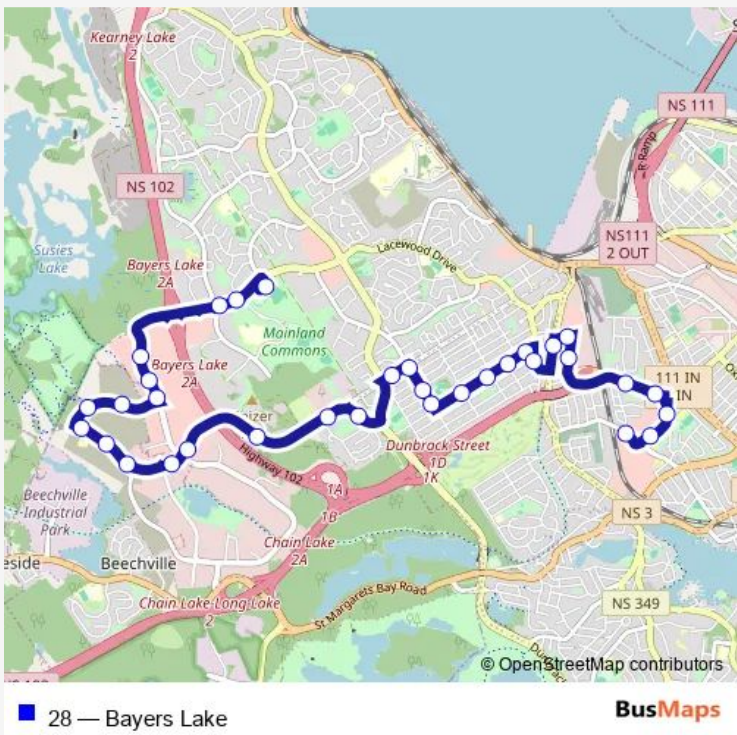 Kearney Lake
2
NS 111
R Ramp
NS 102
NS111
2 OUT
Susies
Lake
Bayers Lake
2A
Lacewood Drive
Mainland
Commons
Bayers Lake
2A
111 IN
IN
Dunbrack Street
1D
1K
Highway 102
1A
1B
Beechville
Industrial
Park
NS 3
Chain Lake
2A
Beechville
Chain Lake-Long Lake
2
St Margarets Bay Road
NS 349
© OpenStreetMap contributors
28 — Bayers Lake
BusMaps